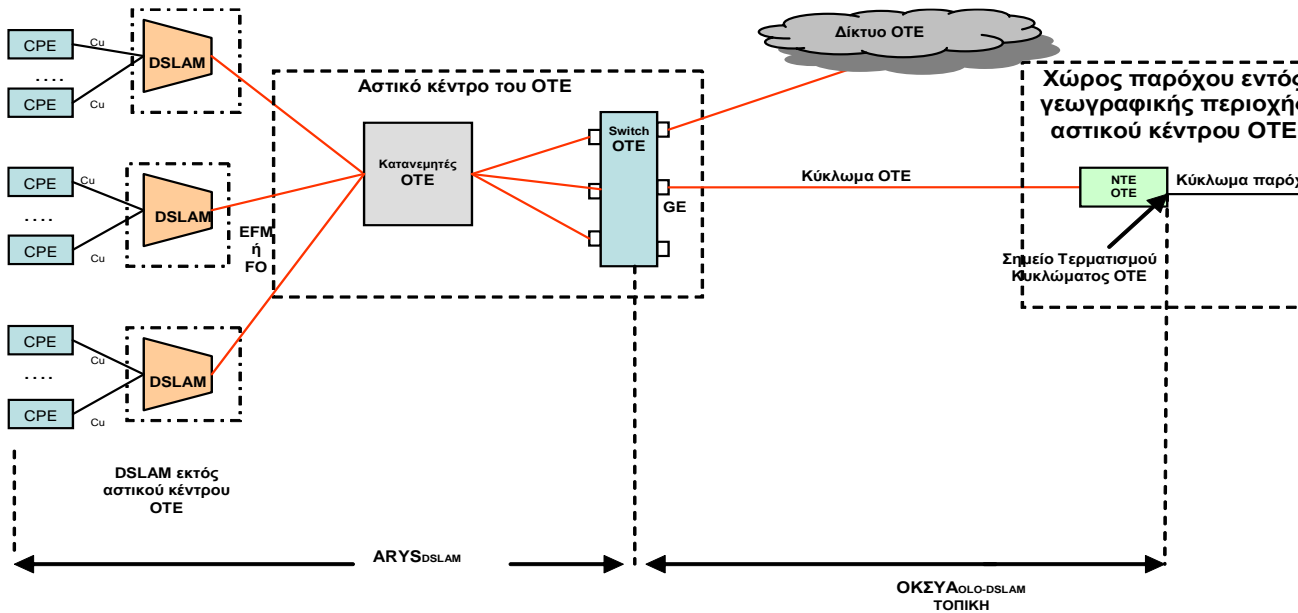 CPE
Cu
....
CPE
Cu
DSLAM
CPE
Cu
....
CPE
Cu
DSLAM
CPE
Cu
....
CPE
Cu
DSLAM
EFM
ή
FO
DSLAM εκτός
αστικού κέντρου
ΟΤΕ
Αστικό κέντρο του ΟΤΕ
Κατανεμητές
ΟΤΕ
Switch
ΟΤΕ
GE
Δίκτυο ΟΤΕ
Κύκλωμα ΟΤΕ
Χώρος παρόχου εντός
γεωγραφικής περιοχής
αστικού κέντρου ΟΤΕ
NTE
ΟΤΕ
Κύκλωμα παρόχ
Σημείο Τερματισμού
Κυκλώματος ΟΤΕ
ARYSDSLAM
ΟΚΣΥΑOLO-DSLAM
ΤΟΠΙΚΗ